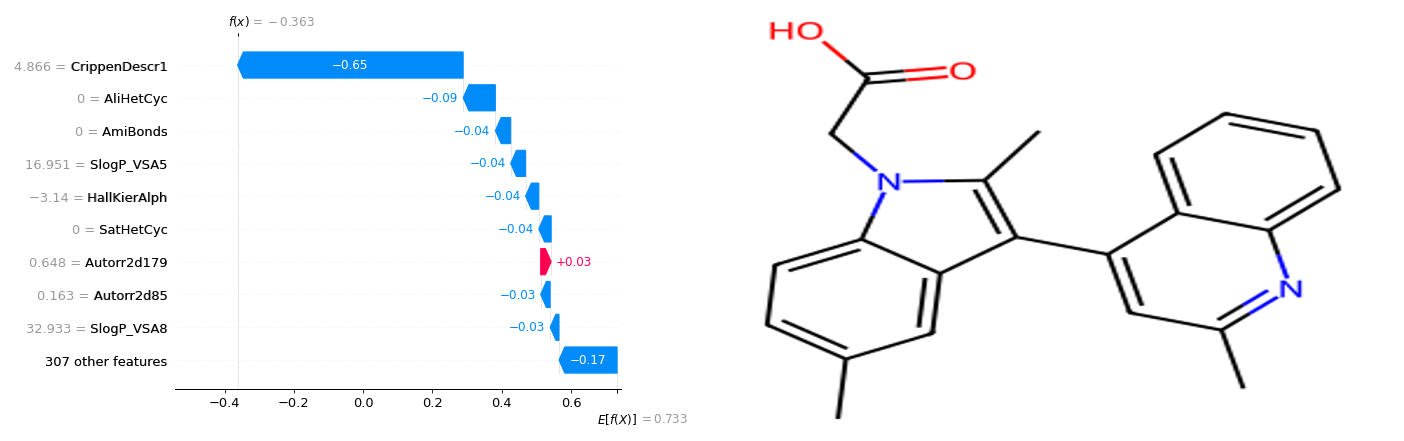 f(x) = −0.363
4.866 = CrippenDescr1
−0.65
0 = AliHetCyc
−0.09
0 = AmiBonds
−0.04
16.951 = SlogP_VSA5
−0.04
−3.14 = HallKierAlph
−0.04
0 = SatHetCyc
−0.04
0.648 = Autorr2d179
+0.03
0.163 = Autorr2d85
−0.03
32.933 = SlogP_VSA8
−0.03
307 other features
−0.17
−0.4 −0.2 0.0 0.2 0.4 0.6
E[f(X)] = 0.733
HO
O
N
N